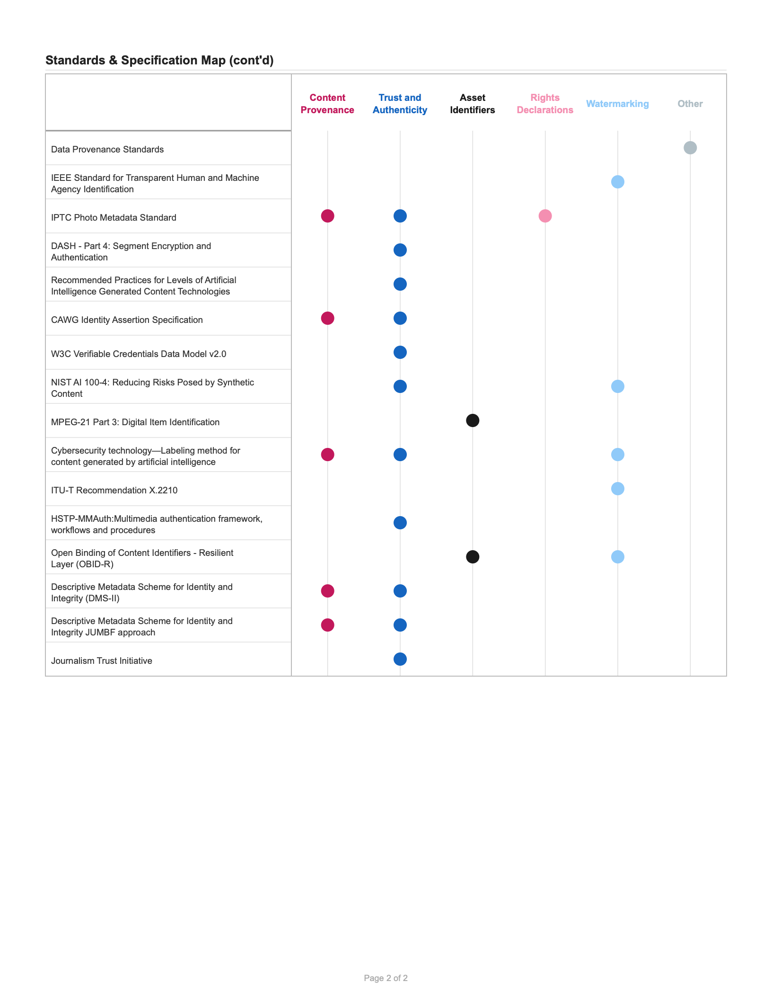 Standards & Specification Map (cont'd)
Content
Provenance
Trust and
Authenticity
Asset
Identifiers
Rights
Declarations
Watermarking
Other
Data Provenance Standards
IEEE Standard for Transparent Human and Machine
Agency Identification
IPTC Photo Metadata Standard
DASH - Part 4: Segment Encryption and
Authentication
Recommended Practices for Levels of Artificial
Intelligence Generated Content Technologies
CAWG Identity Assertion Specification
W3C Verifiable Credentials Data Model v2.0
NIST AI 100-4: Reducing Risks Posed by Synthetic
Content
MPEG-21 Part 3: Digital Item Identification
Cybersecurity technology—Labeling method for
content generated by artificial intelligence
ITU-T Recommendation X.2210
HSTP-MMAuth:Multimedia authentication framework,
workflows and procedures
Open Binding of Content Identifiers - Resilient
Layer (OBID-R)
Descriptive Metadata Scheme for Identity and
Integrity (DMS-II)
Descriptive Metadata Scheme for Identity and
Integrity JUMBF approach
Journalism Trust Initiative
Page 2 of 2